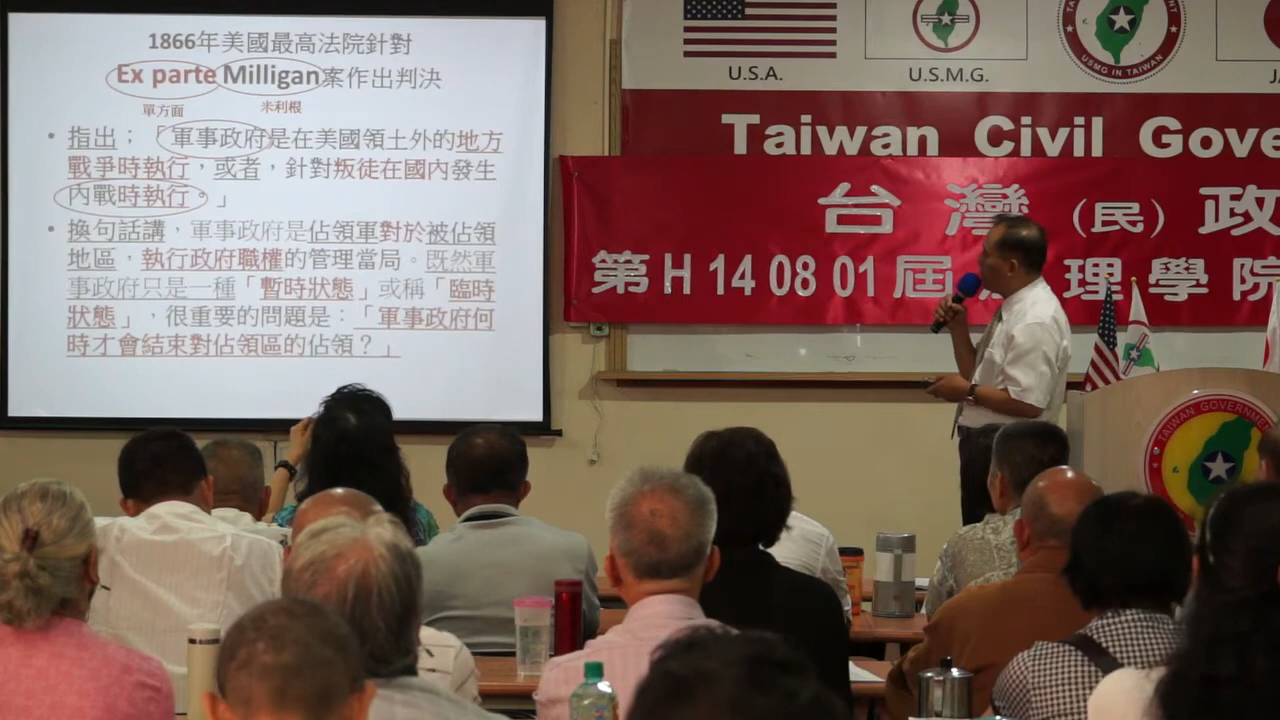 1866年美國最高法院針對
Ex parte Milligan案作出判決
單方面 米利根
• 指出；「軍事政府是在美國領土外的地方
戰爭時執行，或者，針對叛徒在國內發生
內戰時執行。」
• 換句話講，軍事政府是佔領軍對於被佔領
地區，執行政府職權的管理當局。既然軍
事政府只是一種「暫時狀態」或稱「臨時
狀態」，很重要的問題是：「軍事政府何
時才會結束對佔領區的佔領？」
U.S.A. U.S.M.G.
USMG IN TAIWAN
Taiwan Civil Gove
台灣(民)政
第H 14 08 01屆 理學院
TAIWAN GOVERNMENT